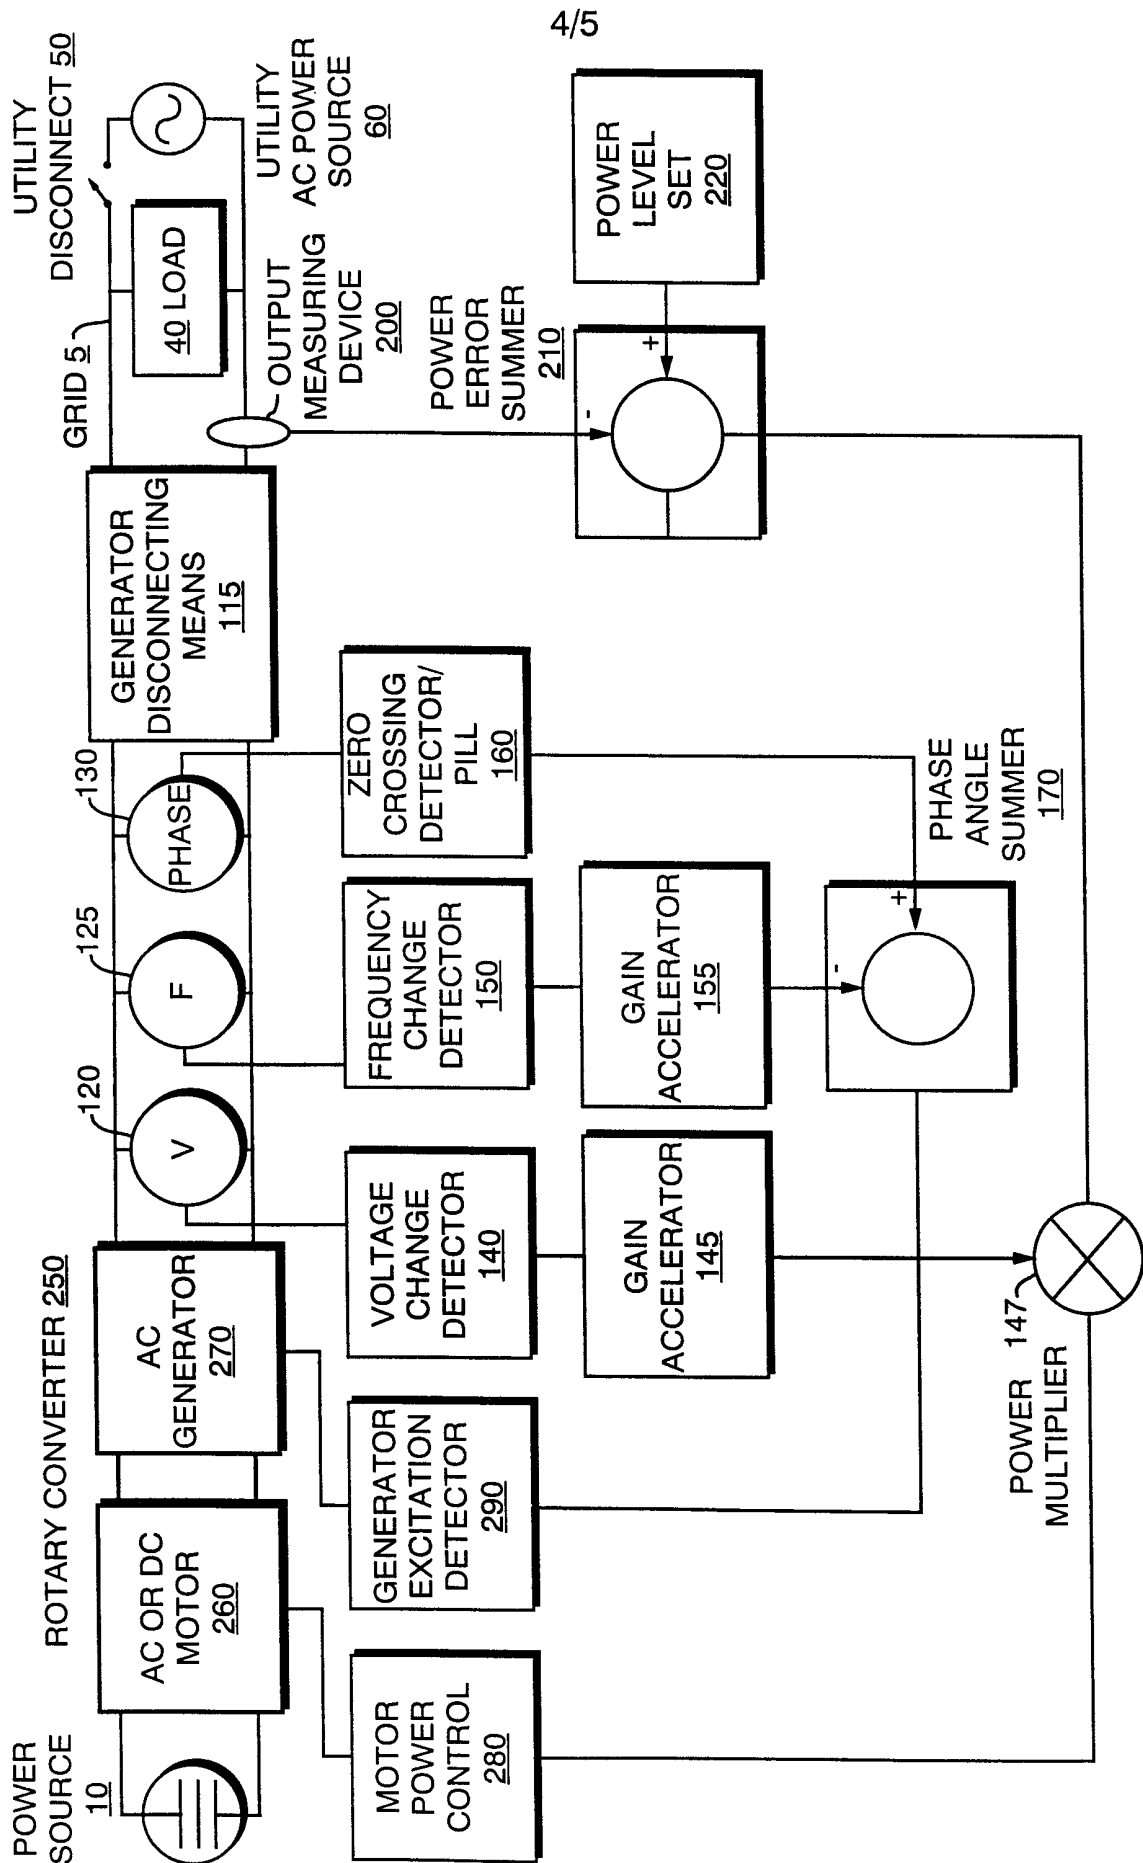 4/5
POWER
SOURCE
10
ROTARY CONVERTER 250
AC OR DC
MOTOR
260
AC
GENERATOR
270
120
V
125
F
130
PHASE
GENERATOR
DISCONNECTING
MEANS
115
GRID 5
40 LOAD
UTILITY
DISCONNECT 50
UTILITY
AC POWER
SOURCE
60
OUTPUT
MEASURING
DEVICE
200
MOTOR
POWER
CONTROL
280
GENERATOR
EXCITATION
DETECTOR
290
VOLTAGE
CHANGE
DETECTOR
140
FREQUENCY
CHANGE
DETECTOR
150
ZERO
CROSSING
DETECTOR/
PILL
160
POWER
ERROR
SUMMER
210
-
+
POWER
LEVEL
SET
220
GAIN
ACCELERATOR
145
GAIN
ACCELERATOR
155
-
+
PHASE
ANGLE
SUMMER
170
POWER 147
MULTIPLIER